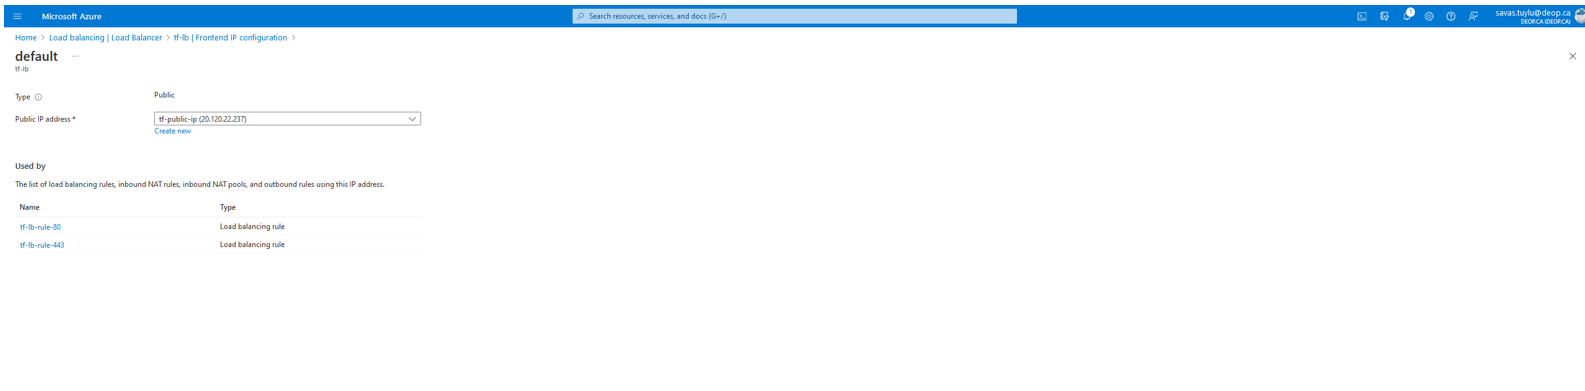 Microsoft Azure
Search resources, services, and docs (G+/)
1
savas.tuylu@deop.ca
DEOP.CA (DEOP.CA)
Home > Load balancing | Load Balancer > tf-lb | Frontend IP configuration >
default ...
tf-lb
Type
Public
Public IP address *
tf-public-ip (20.120.22.237)
Create new
Used by
The list of load balancing rules, inbound NAT rules, inbound NAT pools, and outbound rules using this IP address.
Name Type
tf-lb-rule-80 Load balancing rule
tf-lb-rule-443 Load balancing rule